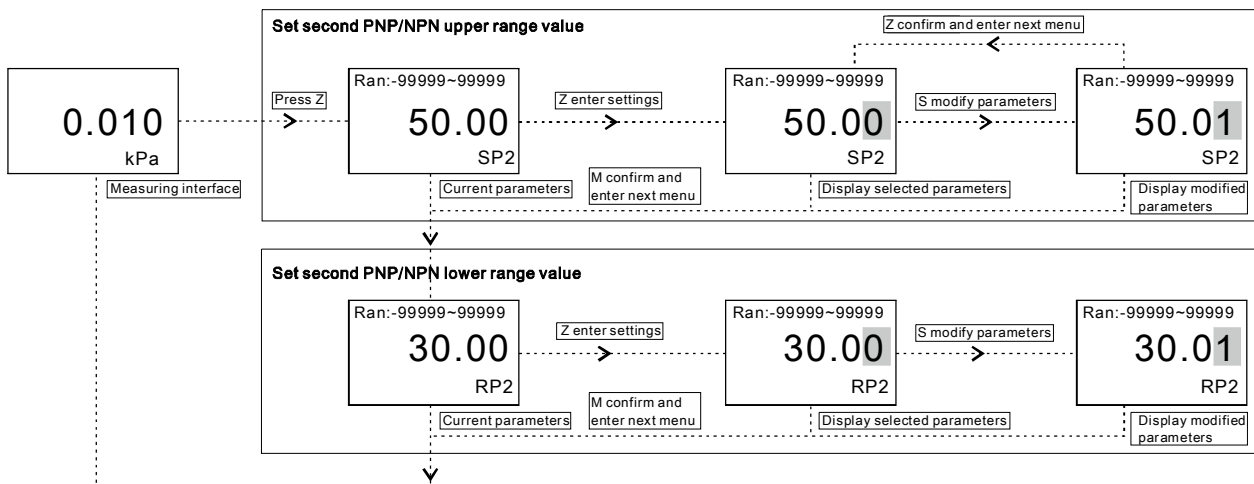 Set second PNP/NPN upper range value
Z confirm and enter next menu
Ran:-99999~99999
Ran:-99999~99999
Ran:-99999~99999
Press Z
Z enter settings
S modify parameters
0.010
50.00
50.00
50.01
kPa
SP2
SP2
SP2
Measuring interface
Current parameters
M confirm and
enter next menu
Display selected parameters
Display modified
parameters
Set second PNP/NPN lower range value
Ran:-99999~99999
Ran:-99999~99999
Ran:-99999~99999
Z enter settings
S modify parameters
30.00
30.00
30.01
RP2
RP2
RP2
Current parameters
M confirm and
enter next menu
Display selected parameters
Display modified
parameters